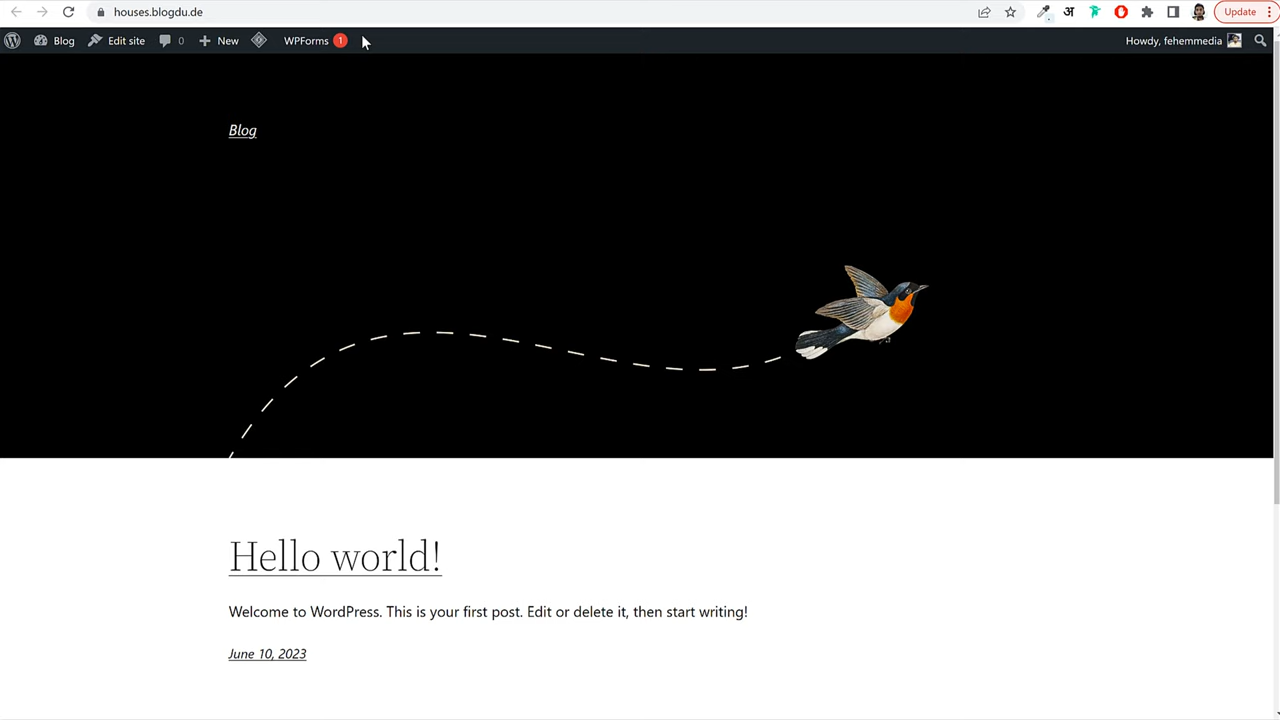 houses.blogdu.de
अ
Update
Blog
Edit site
0
New
WPForms
1
Howdy, fehemmedia
Blog
Hello world!
Welcome to WordPress. This is your first post. Edit or delete it, then start writing!
June 10, 2023